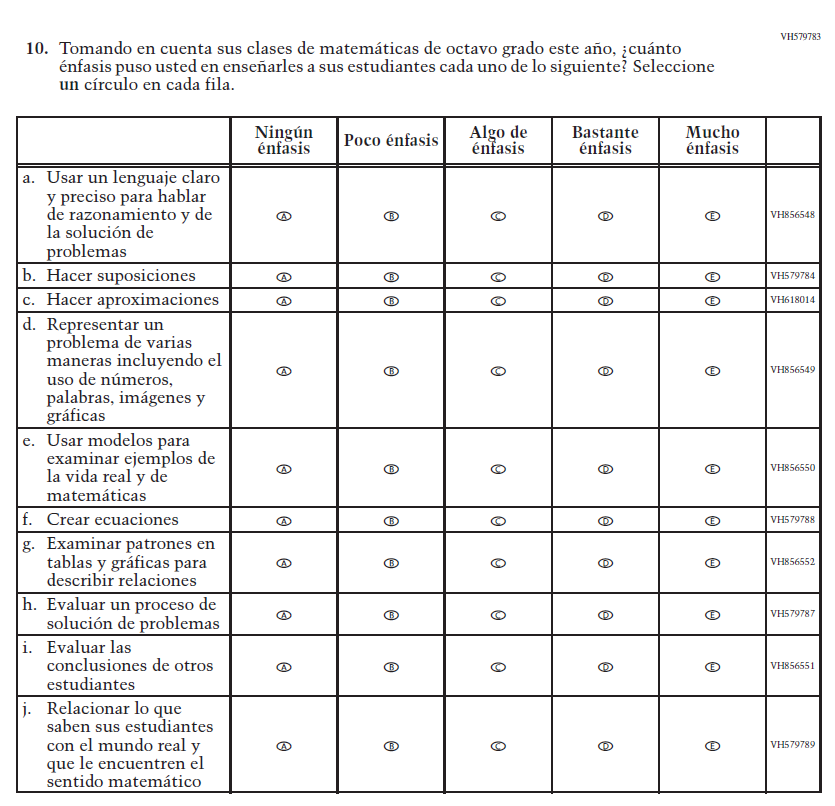 VH579783
10. Tomando en cuenta sus clases de matemáticas de octavo grado este año, ¿cuánto
énfasis puso usted en enseñarles a sus estudiantes cada uno de lo siguiente? Seleccione
un círculo en cada fila.
Ningún énfasis Poco énfasis Algo de énfasis Bastante énfasis Mucho énfasis
a. Usar un lenguaje claro
y preciso para hablar
de razonamiento y de
la solución de
problemas
A B C D E VH856548
b. Hacer suposiciones A B C D E VH579784
c. Hacer aproximaciones A B C D E VH618014
d. Representar un
problema de varias
maneras incluyendo el
uso de números,
palabras, imágenes y
gráficas
A B C D E VH856549
e. Usar modelos para
examinar ejemplos de
la vida real y de
matemáticas
A B C D E VH856550
f. Crear ecuaciones A B C D E VH579788
g. Examinar patrones en
tablas y gráficas para
describir relaciones
A B C D E VH856552
h. Evaluar un proceso de
solución de problemas
A B C D E VH579787
i. Evaluar las
conclusiones de otros
estudiantes
A B C D E VH856551
j. Relacionar lo que
saben sus estudiantes
con el mundo real y
que le encuentren el
sentido matemático
A B C D E VH579789